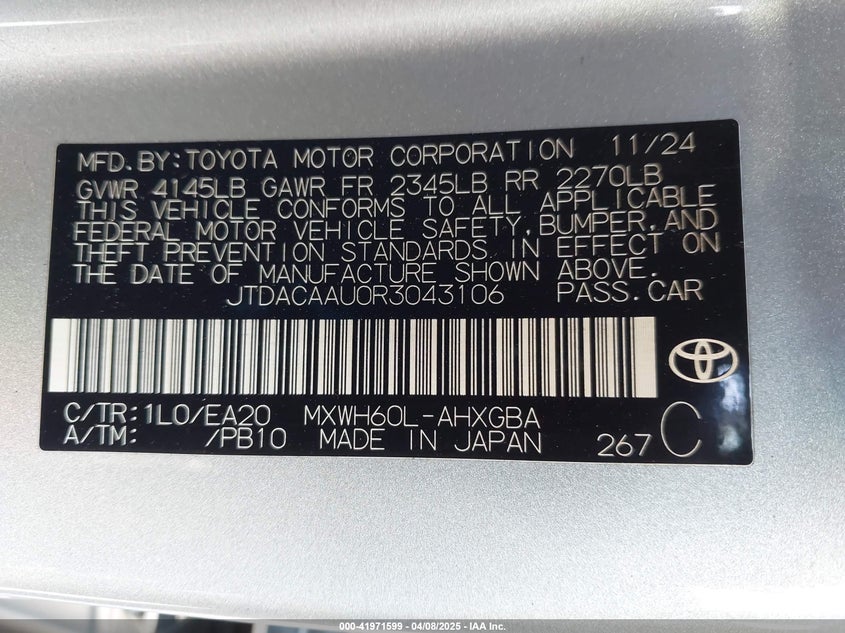 MFD.BY:TOYOTA MOTOR CORPORATION 11/24
GVWR 4145LB GAWR FR 2345LB RR 2270LB
THIS VEHICLE CONFORMS TO ALL APPLICABLE
FEDERAL MOTOR VEHICLE SAFETY,BUMPER,AND
THEFT PREVENTION STANDARDS IN EFFECT ON
THE DATE OF MANUFACTURE SHOWN ABOVE.
JTDACAAU0R3043106 PASS.CAR
C/TR:1L0/EA20 MXWH60L-AHXGBA
A/TM: /PB10 MADE IN JAPAN 267 C
000-41971599 | 04/08/2025 - IAA Inc.